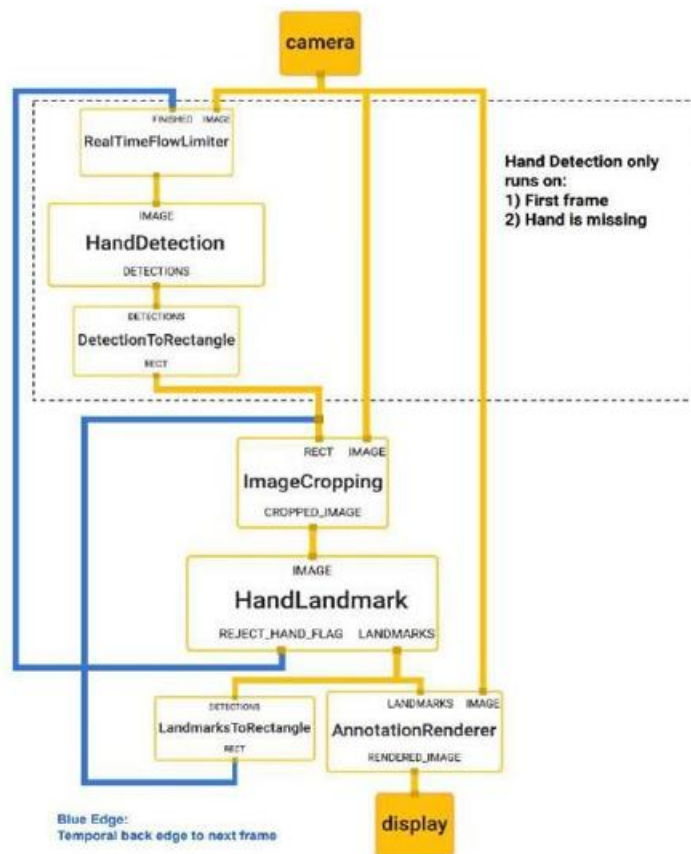 camera
FINISHED IMAGE
RealTimeFlowLimiter
Hand Detection only
runs on:
1) First frame
2) Hand is missing
IMAGE
HandDetection
DETECTIONS
DETECTIONS
DetectionToRectangle
RECT
RECT IMAGE
ImageCropping
CROPPED_IMAGE
IMAGE
HandLandmark
REJECT_HAND_FLAG LANDMARKS
DETECTIONS
LandmarksToRectangle
RECT
LANDMARKS IMAGE
AnnotationRenderer
RENDERED_IMAGE
Blue Edge:
Temporal back edge to next frame
display